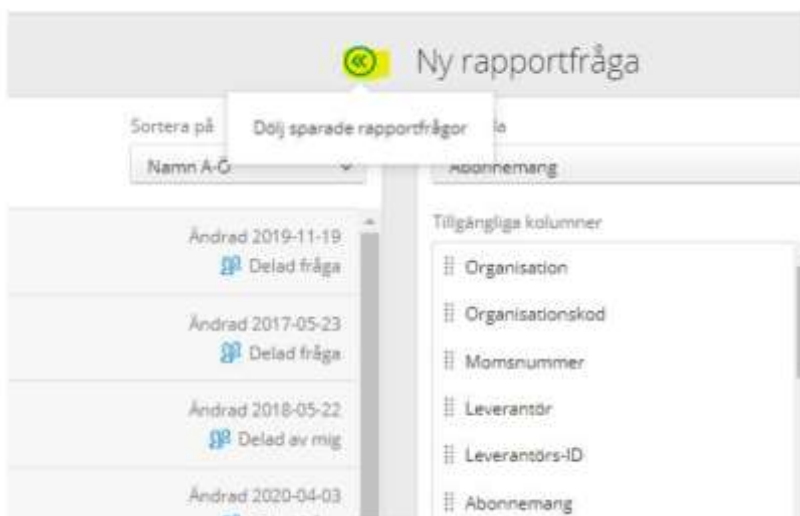 Ny rapportfråga
Dölj sparade rapportfrågor
Sortera på
Namn A-Ö
Ändrad 2019-11-19
Delad fråga
Ändrad 2017-05-23
Delad fråga
Ändrad 2018-05-22
Delad av mig
Ändrad 2020-04-03
Abonnemang
Tillgängliga kolumner
Organisation
Organisationskod
Momsnummer
Leverantör
Leverantörs-ID
Abonnemang